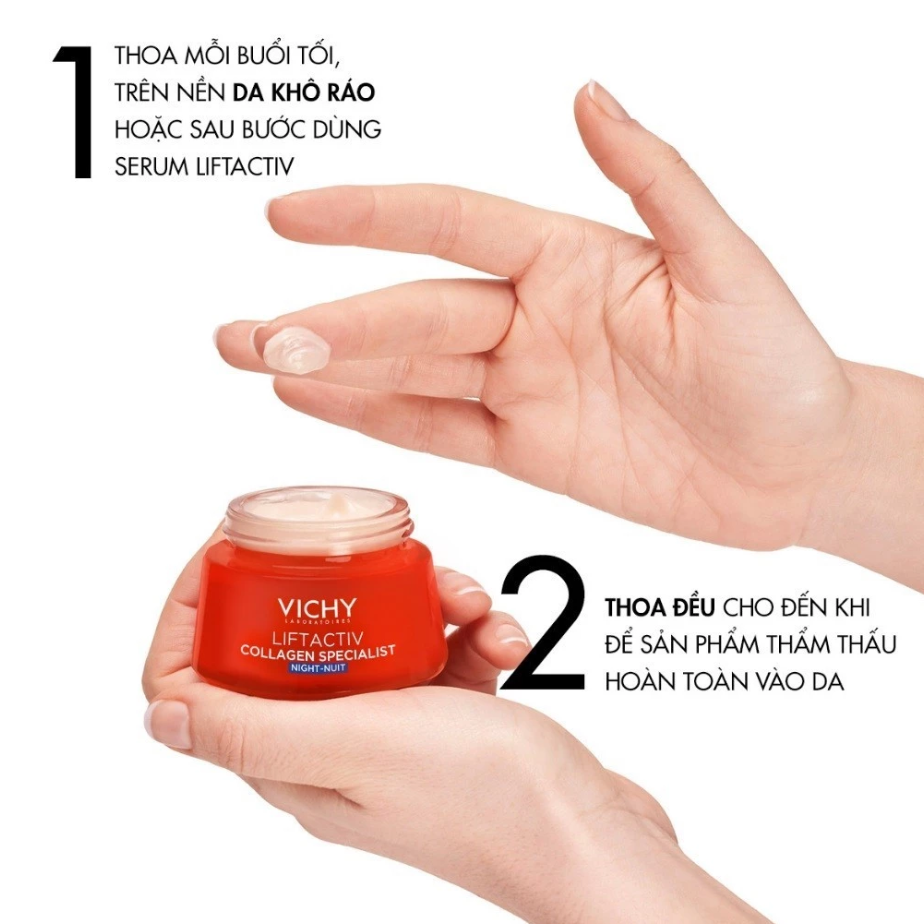 1
THOA MỖI BUỔI TỐI,
TRÊN NỀN DA KHÔ RÁO
HOẶC SAU BƯỚC DÙNG
SERUM LIFTACTIV
VICHY
LABORATOIRES
LIFTACTIV
COLLAGEN SPECIALIST
NIGHT-NUIT
2
THOA ĐỀU CHO ĐẾN KHI
ĐỂ SẢN PHẨM THẨM THẤU
HOÀN TOÀN VÀO DA